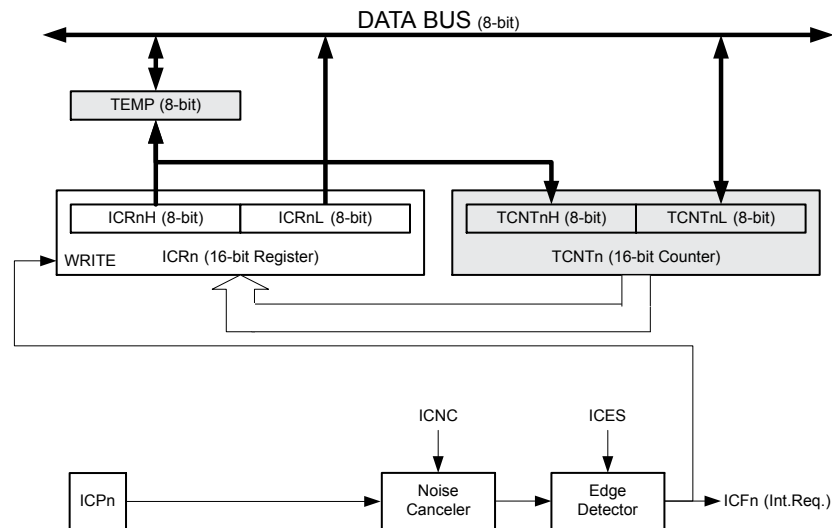 DATA BUS (8-bit)
TEMP (8-bit)
ICRnH (8-bit)
ICRnL (8-bit)
TCNTnH (8-bit)
TCNTnL (8-bit)
WRITE
ICRn (16-bit Register)
TCNTn (16-bit Counter)
ICNC
ICES
ICPn
Noise
Canceler
Edge
Detector
ICFn (Int.Req.)